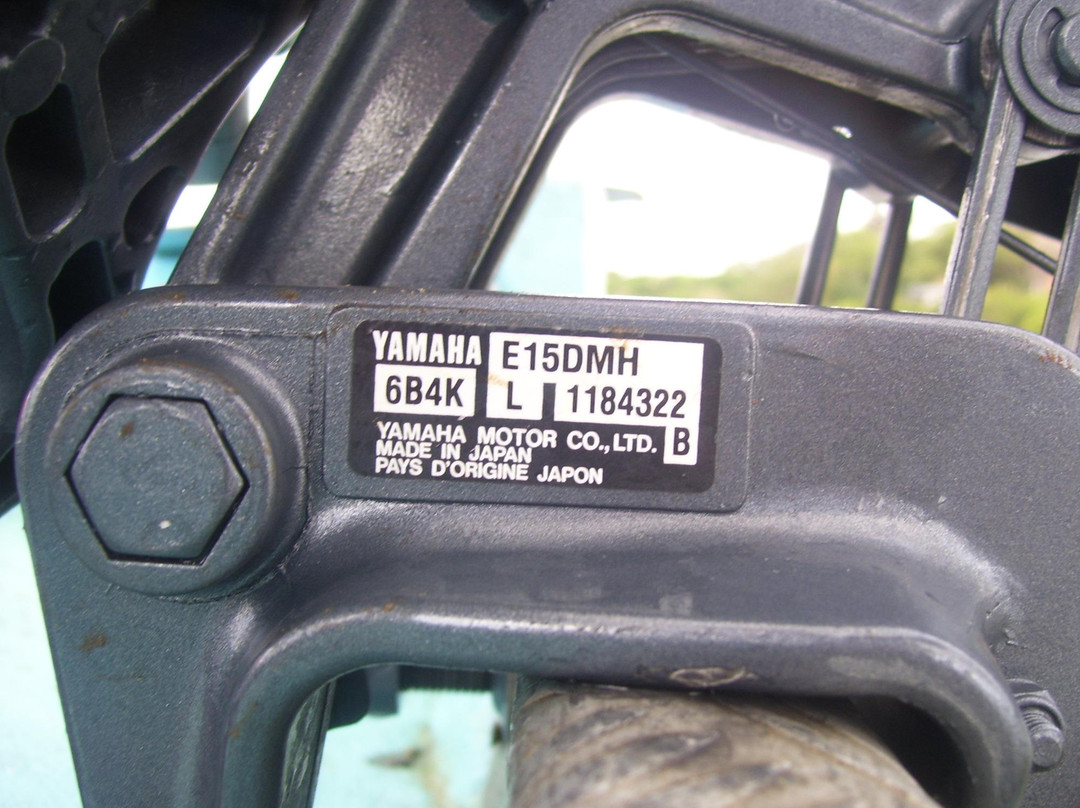 YAMAHA E15DMH
6B4K L 1184322
YAMAHA MOTOR CO., LTD. B
MADE IN JAPAN
PAYS D'ORIGINE JAPON